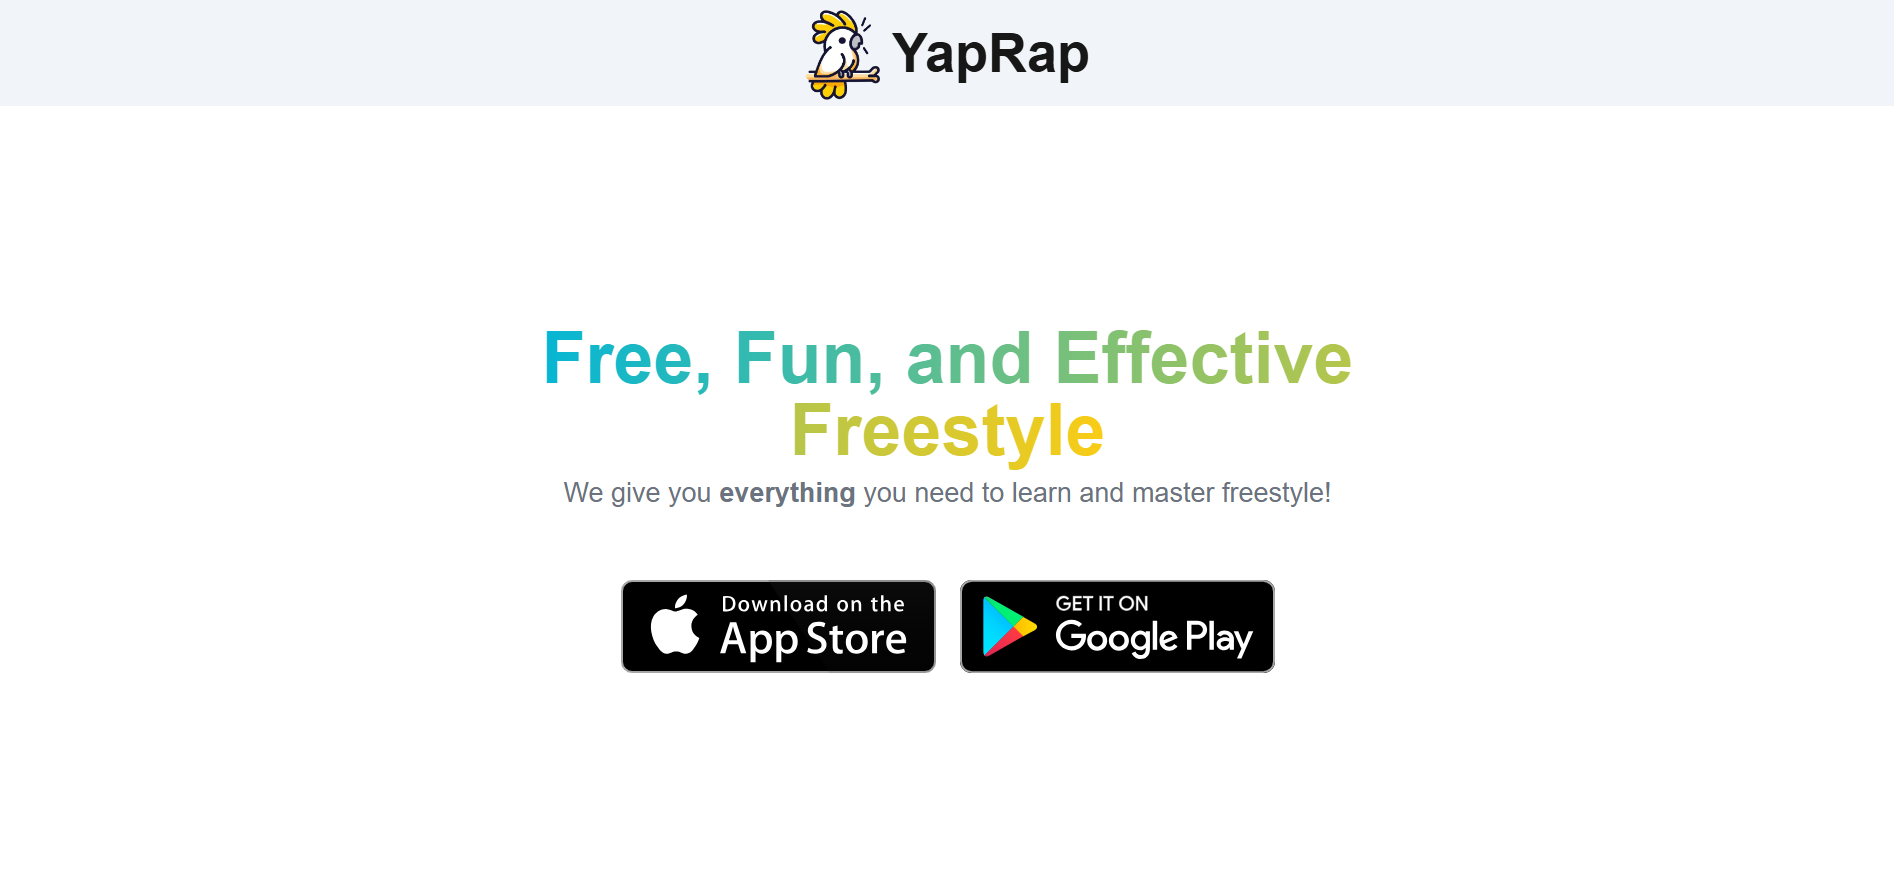 YapRap
Free, Fun, and Effective
Freestyle
We give you everything you need to learn and master freestyle!
Download on the
App Store
GET IT ON
Google Play